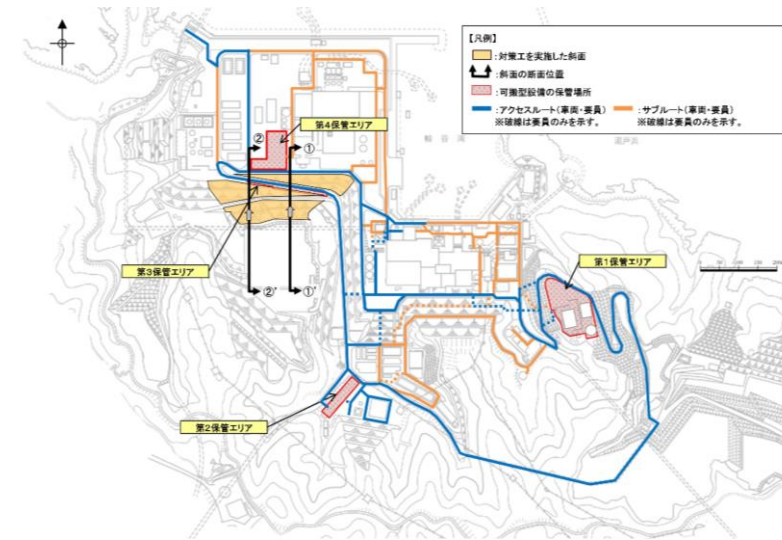 【凡例】
:対策工を実施した斜面
:斜面の断面位置
:可搬型設備の保管場所
:アクセスルート(車両・要員)
※破線は要員のみを示す。
:サブルート(車両・要員)
※破線は要員のみを示す。
第4保管エリア
②
①
輪谷湾
第3保管エリア
②'
①'
第1保管エリア
第2保管エリア